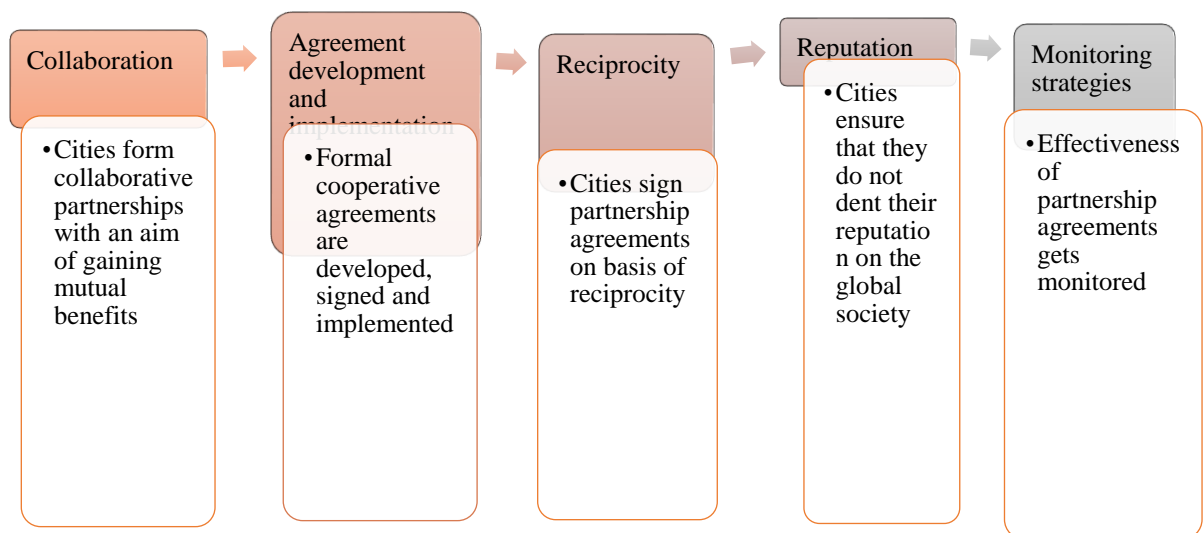 Collaboration
•Cities form
collaborative
partnerships
with an aim
of gaining
mutual
benefits
Agreement
development
and
implementation
•Formal
cooperative
agreements
are
developed,
signed and
implemented
Reciprocity
•Cities sign
partnership
agreements
on basis of
reciprocity
Reputation
•Cities
ensure
that they
do not
dent their
reputatio
n on the
global
society
Monitoring
strategies
•Effectiveness
of
partnership
agreements
gets
monitored